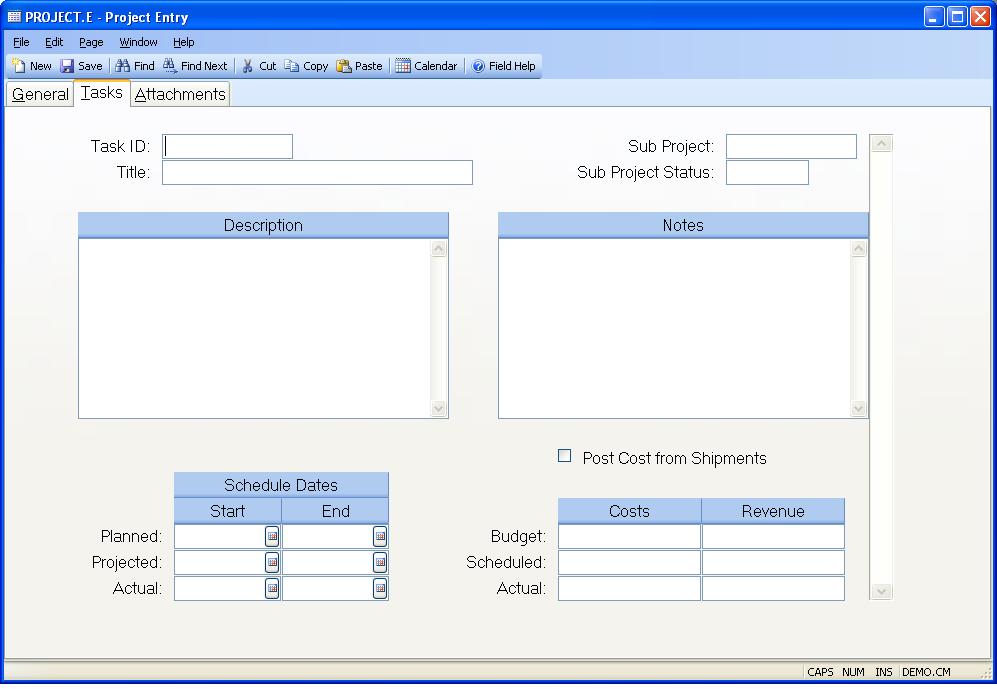 PROJECT.E - Project Entry
File Edit Page Window Help
New Save Find Find Next Cut Copy Paste Calendar Field Help
General Tasks Attachments
Task ID: Sub Project:
Title: Sub Project Status:
Description Notes
Post Cost from Shipments
Schedule Dates
Start End Costs Revenue
Planned: Budget:
Projected: Scheduled:
Actual: Actual:
CAPS NUM INS DEMO.CM